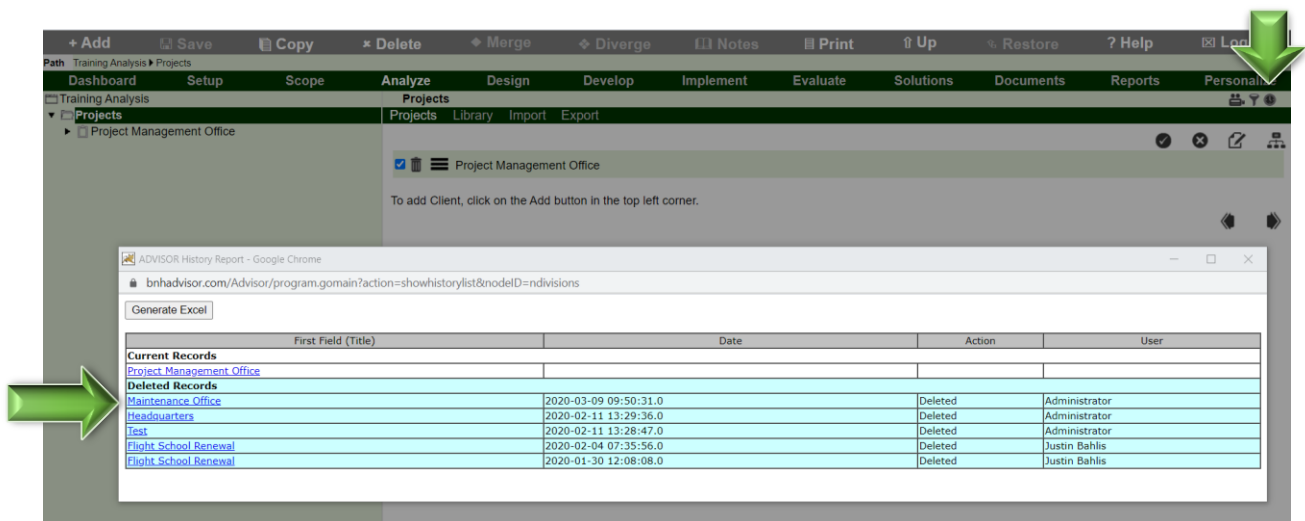 + Add Save Copy × Delete Merge Diverge Notes Print Up Restore ? Help
Path Training Analysis Projects
Dashboard Setup Scope Analyze Design Develop Implement Evaluate Solutions Documents Reports
Training Analysis Projects
Projects Projects Library Import Export
Project Management Office
Project Management Office
To add Client, click on the Add button in the top left corner.
ADVISOR History Report - Google Chrome
bnhadvisor.com/Advisor/program.gomain?action=showhistorylist&nodeID=ndivisions
Generate Excel
First Field (Title) Date Action User
Current Records
Project Management Office
Deleted Records
Maintenance Office 2020-03-09 09:50:31.0 Deleted Administrator
Headquarters 2020-02-11 13:29:36.0 Deleted Administrator
Test 2020-02-11 13:28:47.0 Deleted Administrator
Flight School Renewal 2020-02-04 07:35:56.0 Deleted Justin Bahlis
Flight School Renewal 2020-01-30 12:08:08.0 Deleted Justin Bahlis